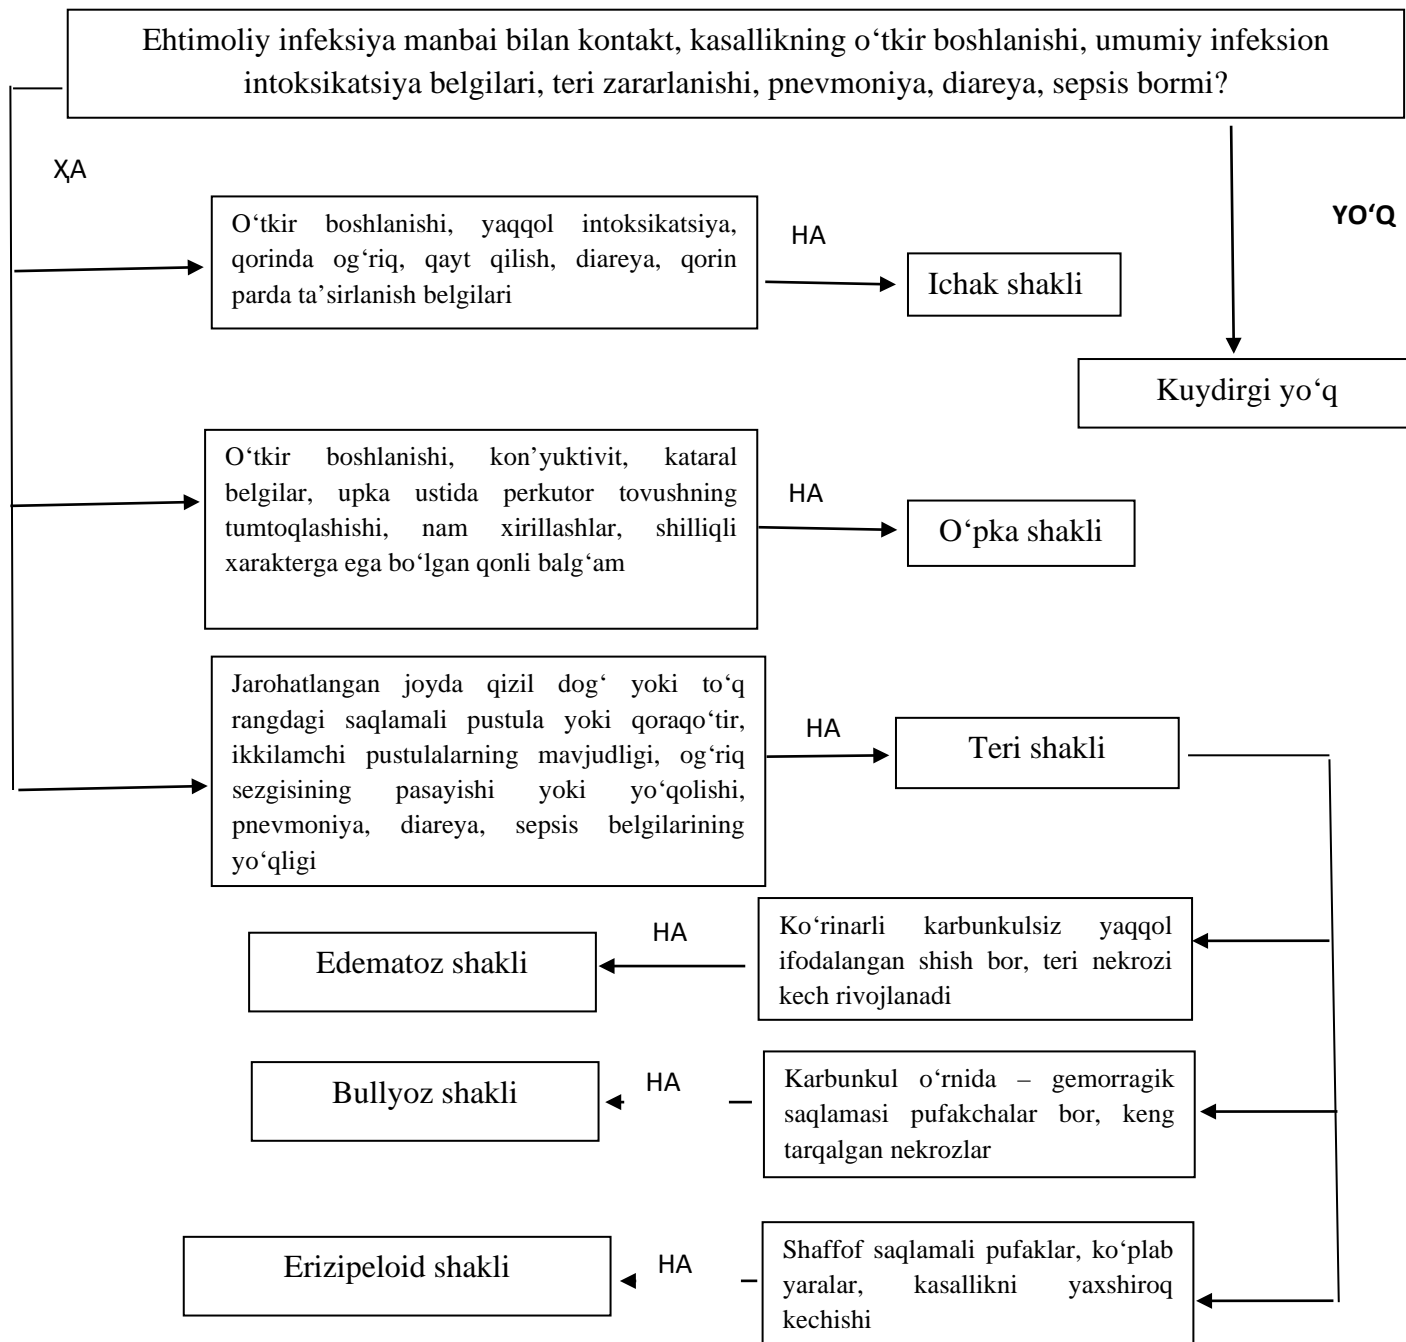 Ehtimoliy infeksiya manbai bilan kontakt, kasallikning o‘tkir boshlanishi, umumiy infeksion
intoksikatsiya belgilari, teri zararlanishi, pnevmoniya, diareya, sepsis bormi?
ҲА
YO‘Q
O‘tkir boshlanishi, yaqqol intoksikatsiya,
qorinda og‘riq, qayt qilish, diareya, qorin
parda ta’sirlanish belgilari
HA
Ichak shakli
Kuydirgi yo‘q
O‘tkir boshlanishi, kon’yuktivit, kataral
belgilar, upka ustida perkutor tovushning
tumtoqlashishi, nam xirillashlar, shilliqli
xarakterga ega bo‘lgan qonli balg‘am
HA
O‘pka shakli
Jarohatlangan joyda qizil dog‘ yoki to‘q
rangdagi saqlamali pustula yoki qoraqo‘tir,
ikkilamchi pustulalarning mavjudligi, og‘riq
sezgisining pasayishi yoki yo‘qolishi,
pnevmoniya, diareya, sepsis belgilarining
yo‘qligi
HA
Teri shakli
Ko‘rinarli karbunkulsiz yaqqol
ifodalangan shish bor, teri nekrozi
kech rivojlanadi
HA
Edematoz shakli
Karbunkul o‘rnida – gemorragik
saqlamasi pufakchalar bor, keng
tarqalgan nekrozlar
HA
Bullyoz shakli
Shaffof saqlamali pufaklar, ko‘plab
yaralar, kasallikni yaxshiroq
kechishi
HA
Erizipeloid shakli